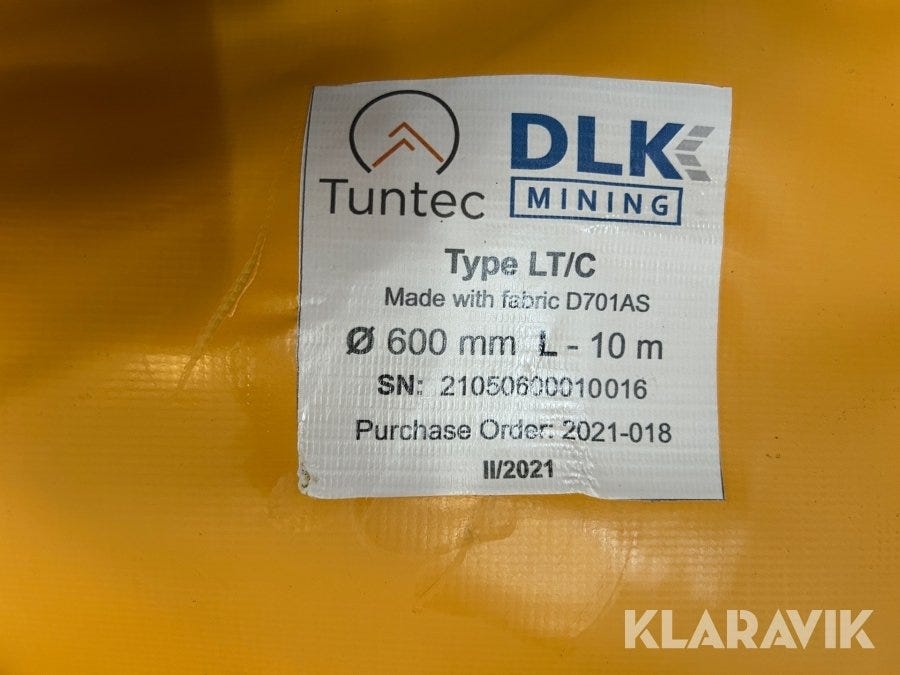 Tuntec
DLK
MINING
Type LT/C
Made with fabric D701AS
Ø 600 mm L - 10 m
SN: 21050600010016
Purchase Order: 2021-018
II/2021
KLARAVIK